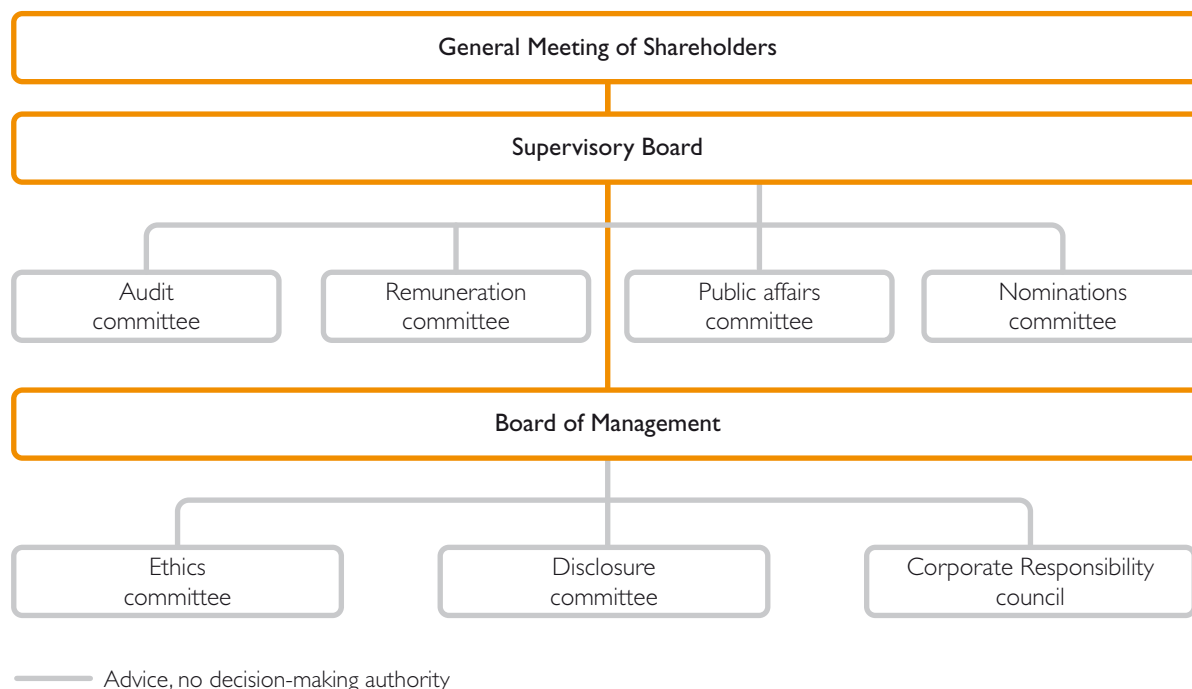 General Meeting of Shareholders
Supervisory Board
Audit
committee
Remuneration
committee
Public affairs
committee
Nominations
committee
Board of Management
Ethics
committee
Disclosure
committee
Corporate Responsibility
council
Advice, no decision-making authority